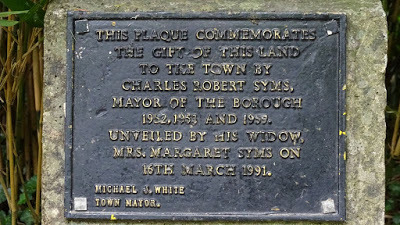 THIS PLAQUE COMMEMORATES
THE GIFT OF THIS LAND
TO THE TOWN BY
CHARLES ROBERT SYMS,
MAYOR OF THE BOROUGH
1952, 1953 AND 1959.
UNVEILED BY HIS WIDOW,
MRS. MARGARET SYMS ON
16TH MARCH 1991.
MICHAEL J. WHITE
TOWN MAYOR.